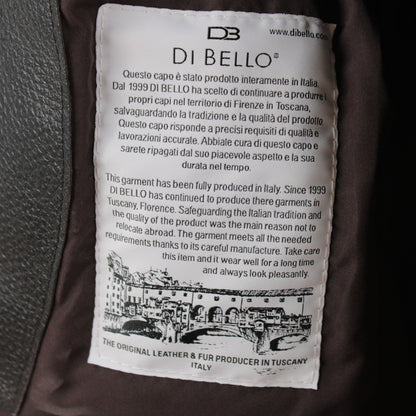 DB
www.dibello.com
DI BELLO®
Questo capo è stato prodotto interamente in Italia.
Dal 1999 DI BELLO ha scelto di continuare a produrre i
propri capi nel territorio di Firenze in Toscana,
salvaguardando la tradizione e la qualità del prodotto
Questo capo risponde a precisi requisiti di qualità e
lavorazioni accurate. Abbiate cura di questo capo e
sarete ripagati dal suo piacevole aspetto e la sua
durata nel tempo.
This garment has been fully produced in Italy. Since 1999
DI BELLO has continued to produce there garments in
Tuscany, Florence. Safeguarding the Italian tradition and
the quality of the product was the main reason not to
relocate abroad. The garment meets all the needed
requirements thanks to its careful manufacture. Take care
this item and it wear well for a long time
and always look pleasantly.
THE ORIGINAL LEATHER & FUR PRODUCER IN TUSCANY
ITALY